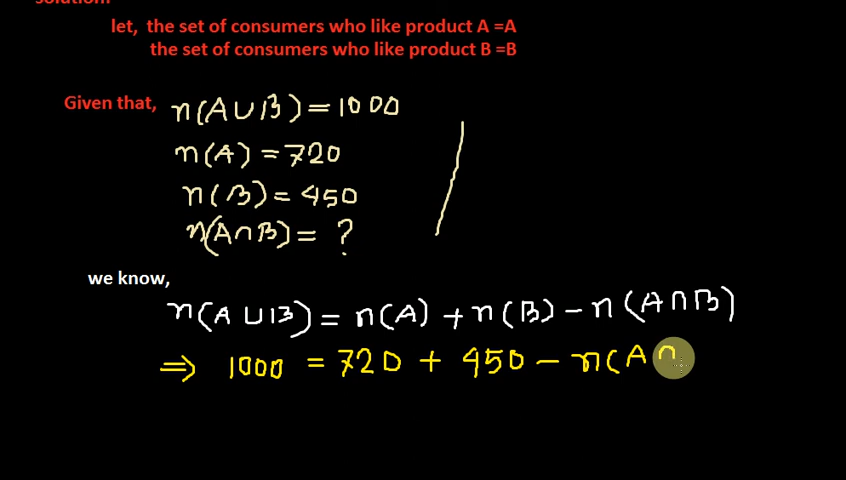 solution:
let, the set of consumers who like product A =A
the set of consumers who like product B =B
Given that, n(A∪B)=1000
n(A)=720
n(B)=450
n(A∩B)= ?
we know,
n(A∪B)=n(A)+n(B)−n(A∩B)
⇒ 1000 = 720 + 450 − n(A ∩